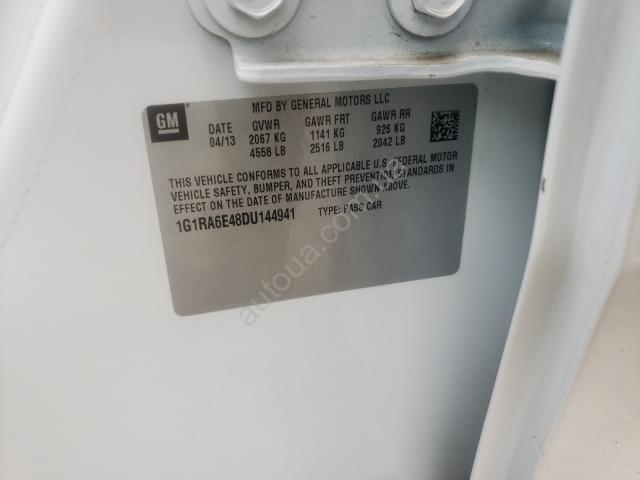 GM
MFD BY GENERAL MOTORS LLC
DATE GVWR GAWR FRT GAWR RR
04/13 2067 KG 1141 KG 926 KG
4558 LB 2516 LB 2042 LB
THIS VEHICLE CONFORMS TO ALL APPLICABLE U.S. FEDERAL MOTOR
VEHICLE SAFETY, BUMPER, AND THEFT PREVENTION STANDARDS IN
EFFECT ON THE DATE OF MANUFACTURE SHOWN ABOVE.
1G1RA6E48DU144941 TYPE: PASS CAR
autoua.com.ua